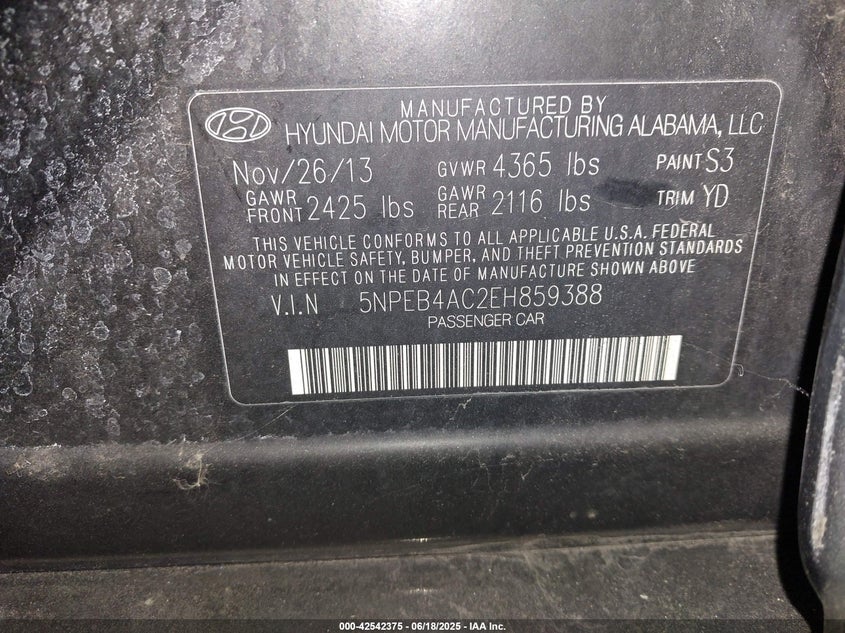 MANUFACTURED BY
HYUNDAI MOTOR MANUFACTURING ALABAMA, LLC
Nov/26/13 GVWR 4365 lbs PAINT S3
GAWR FRONT 2425 lbs GAWR REAR 2116 lbs TRIM YD
THIS VEHICLE CONFORMS TO ALL APPLICABLE U.S.A. FEDERAL
MOTOR VEHICLE SAFETY, BUMPER, AND THEFT PREVENTION STANDARDS
IN EFFECT ON THE DATE OF MANUFACTURE SHOWN ABOVE
V.I.N 5NPEB4AC2EH859388
PASSENGER CAR
000-42542375 - 06/18/2025 - IAA Inc.